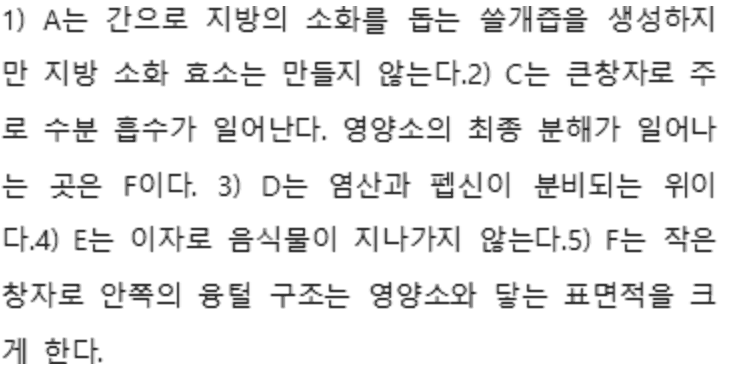 1) A는 간으로 지방의 소화를 돕는 쓸개즙을 생성하지
만 지방 소화 효소는 만들지 않는다.2) C는 큰창자로 주
로 수분 흡수가 일어난다. 영양소의 최종 분해가 일어나
는 곳은 F이다. 3) D는 염산과 펩신이 분비되는 위이
다.4) E는 이자로 음식물이 지나가지 않는다.5) F는 작은
창자로 안쪽의 융털 구조는 영양소와 닿는 표면적을 크
게 한다.